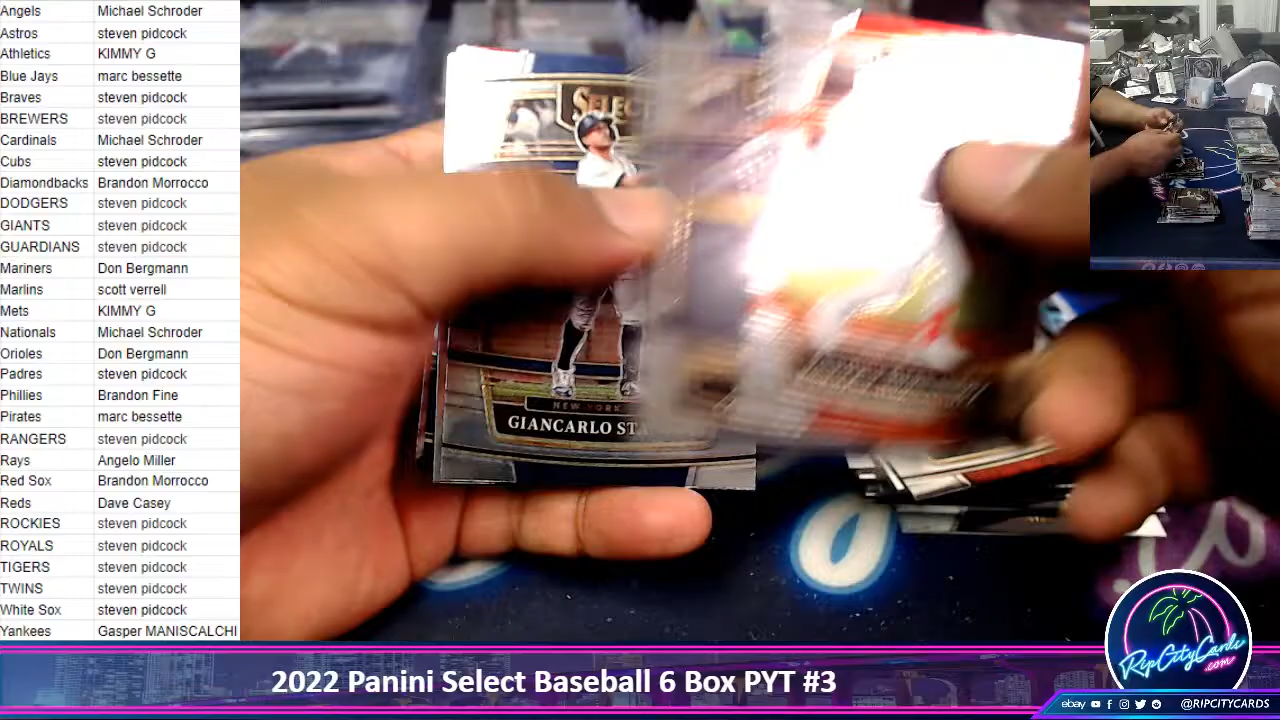 Angels Michael Schroder
Astros steven pidcock
Athletics KIMMY G
Blue Jays marc bessette
Braves steven pidcock
BREWERS steven pidcock
Cardinals Michael Schroder
Cubs steven pidcock
Diamondbacks Brandon Morrocco
DODGERS steven pidcock
GIANTS steven pidcock
GUARDIANS steven pidcock
Mariners Don Bergmann
Marlins scott verrell
Mets KIMMY G
Nationals Michael Schroder
Orioles Don Bergmann
Padres steven pidcock
Phillies Brandon Fine
Pirates marc bessette
RANGERS steven pidcock
Rays Angelo Miller
Red Sox Brandon Morrocco
Reds Dave Casey
ROCKIES steven pidcock
ROYALS steven pidcock
TIGERS steven pidcock
TWINS steven pidcock
White Sox steven pidcock
Yankees Gasper MANISCALCHI
SELEC
NEW YORK
GIANCARLO STA
2022 Panini Select Baseball 6 Box PYT #3
RipCityCards
.com
ebay @RIPCITYCARDS